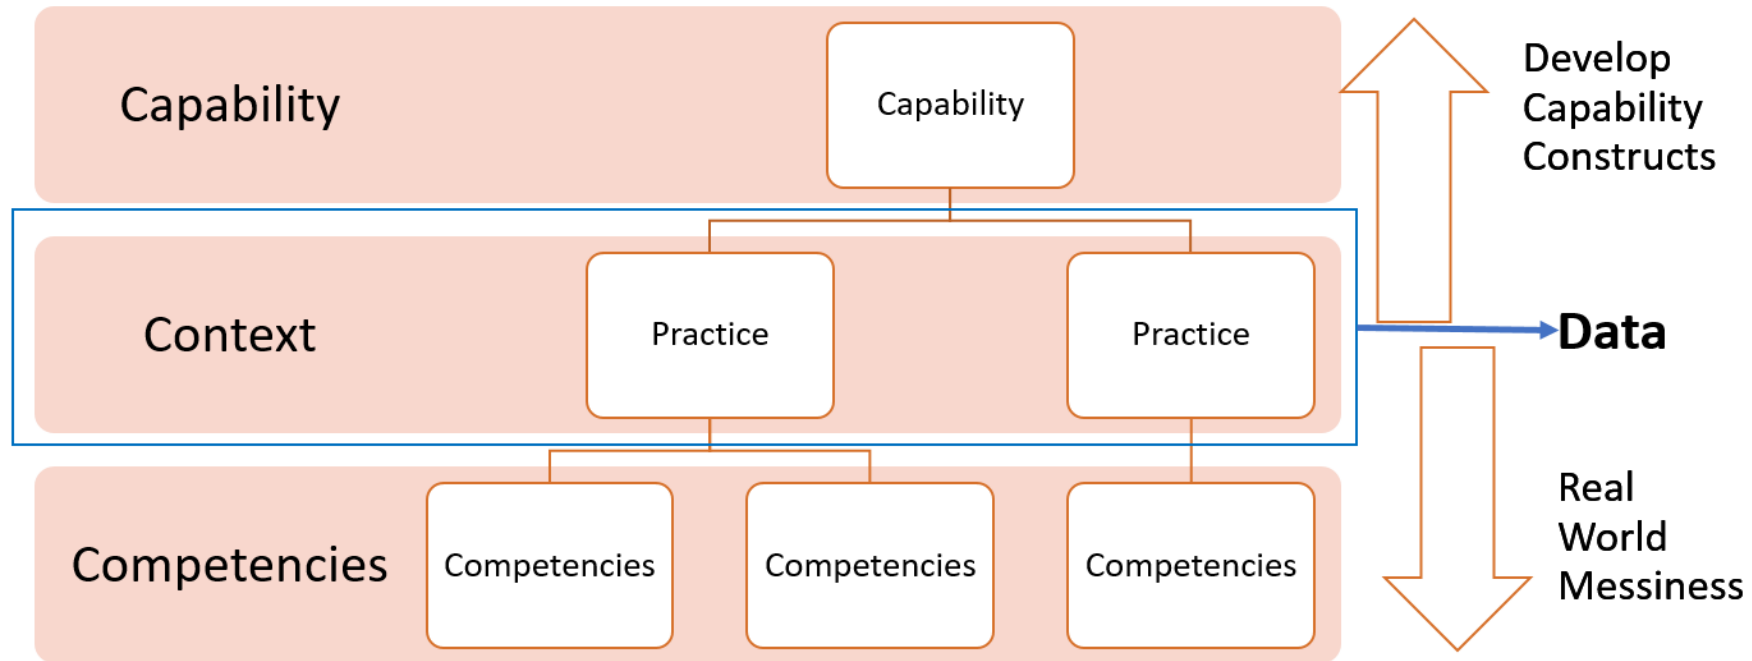 Capability
Capability
Develop
Capability
Constructs
Context
Practice
Practice
Data
Competencies
Competencies
Competencies
Competencies
Real
World
Messiness